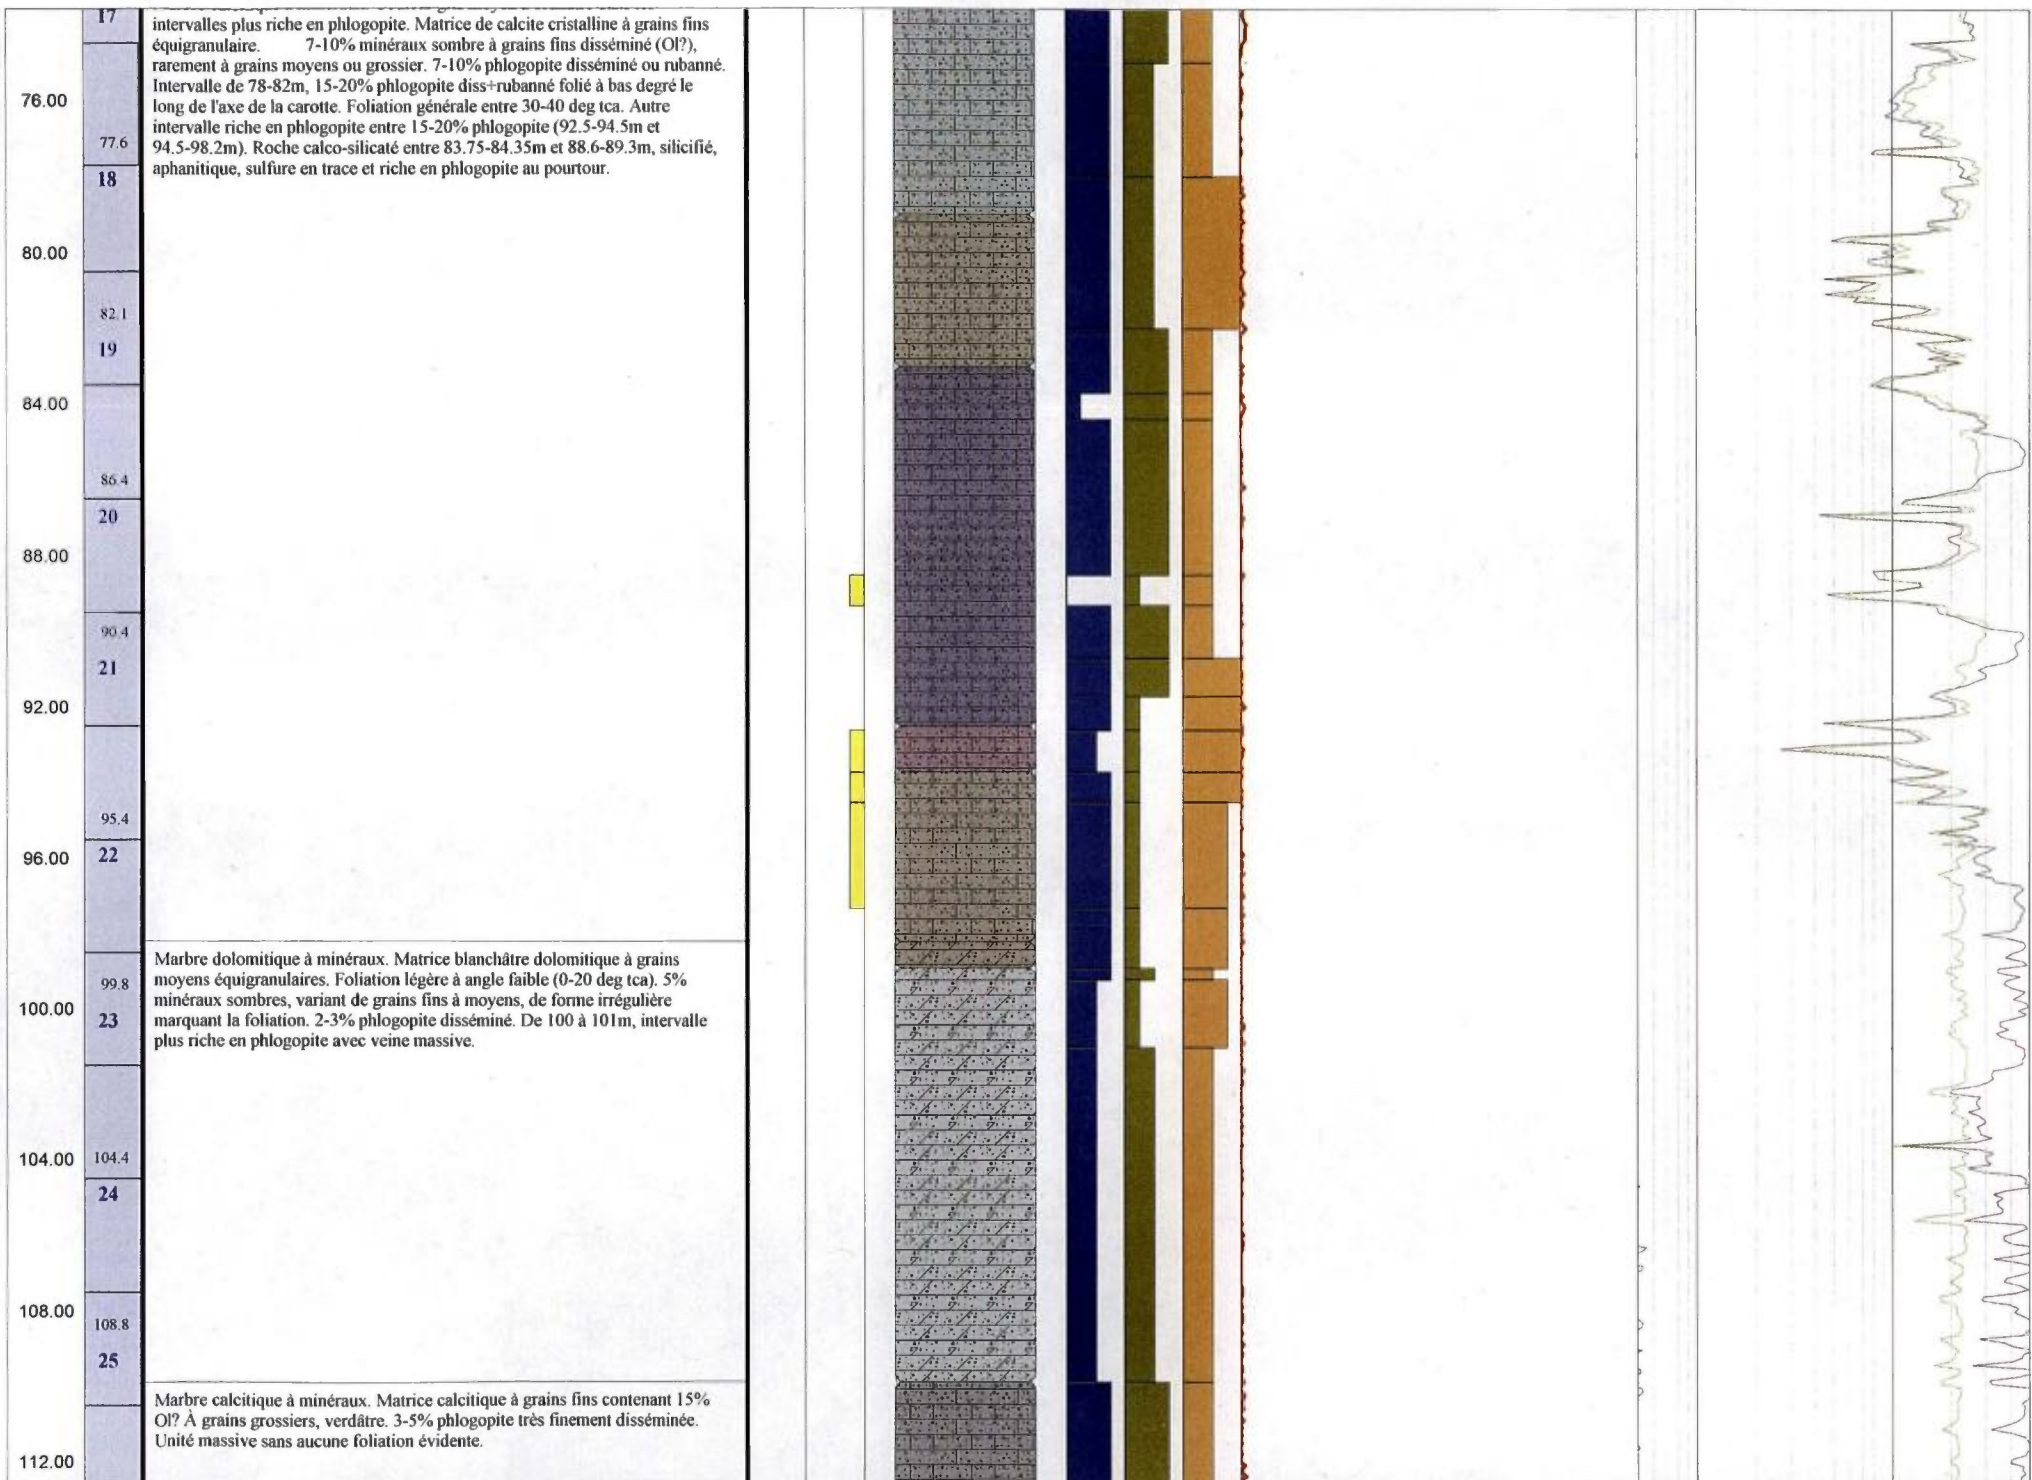 intervalles plus riche en phlogopite. Matrice de calcite cristalline à grains fins
équigranulaire. 7-10% minéraux sombre à grains fins disséminé (Ol?),
rarement à grains moyens ou grossier. 7-10% phlogopite disséminé ou rubanné.
Intervalle de 78-82m, 15-20% phlogopite diss+rubanné folié à bas degré le
long de l'axe de la carotte. Foliation générale entre 30-40 deg tca. Autre
intervalle riche en phlogopite entre 15-20% phlogopite (92.5-94.5m et
94.5-98.2m). Roche calco-silicaté entre 83.75-84.35m et 88.6-89.3m, silicifié,
aphanitique, sulfure en trace et riche en phlogopite au pourtour.
17
76.00
77.6
18
80.00
82.1
19
84.00
86.4
20
88.00
90.4
21
92.00
95.4
96.00
22
Marbre dolomitique à minéraux. Matrice blanchâtre dolomitique à grains
moyens équigranulaires. Foliation légère à angle faible (0-20 deg tca). 5%
minéraux sombres, variant de grains fins à moyens, de forme irrégulière
marquant la foliation. 2-3% phlogopite disséminé. De 100 à 101m, intervalle
plus riche en phlogopite avec veine massive.
99.8
100.00
23
104.00
104.4
24
108.00
108.8
25
Marbre calcitique à minéraux. Matrice calcitique à grains fins contenant 15%
Ol? À grains grossiers, verdâtre. 3-5% phlogopite très finement disséminée.
Unité massive sans aucune foliation évidente.
112.00